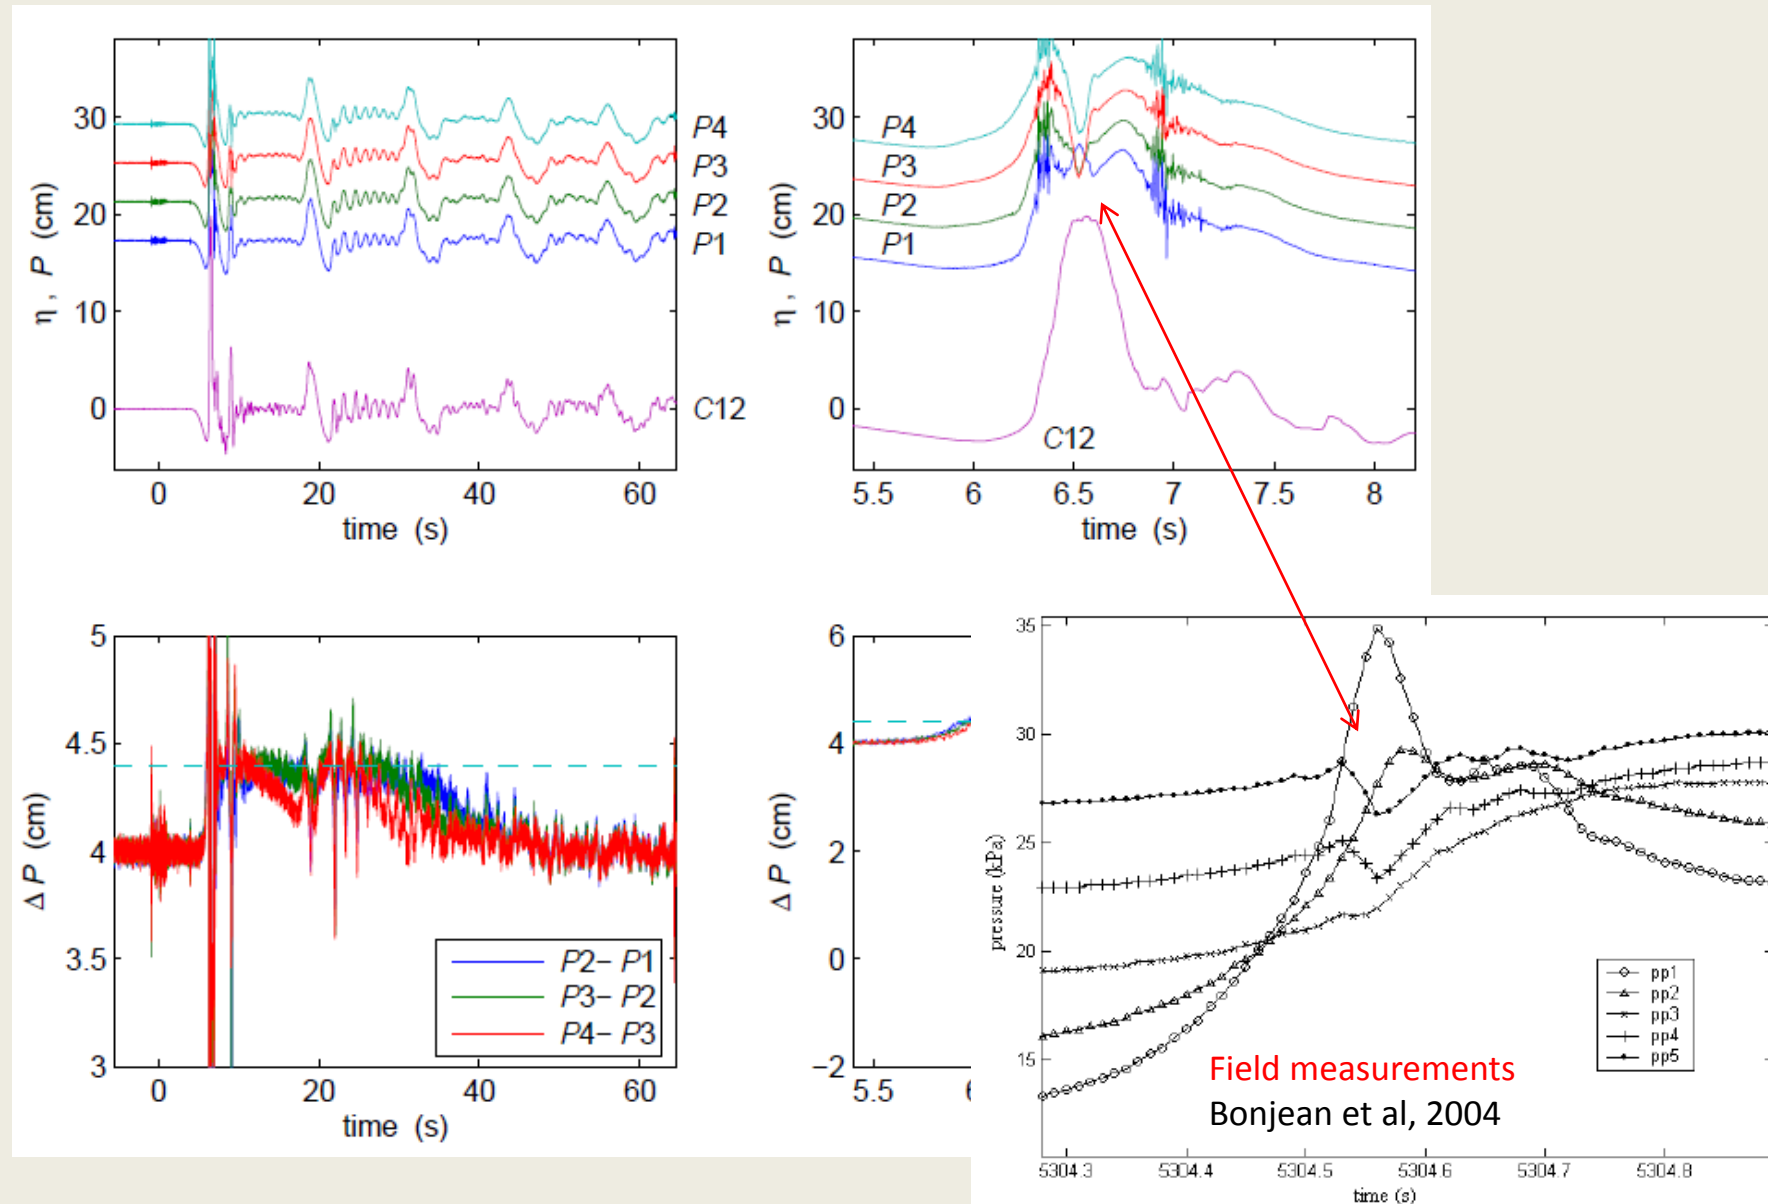 30
20
10
0
η , P (cm)
P4
P3
P2
P1
C12
0 20 40 60
time (s)
30
20
10
0
η , P (cm)
P4
P3
P2
P1
C12
5.5 6 6.5 7 7.5 8
time (s)
5
4.5
4
3.5
3
Δ P (cm)
P2− P1
P3− P2
P4− P3
0 20 40 60
time (s)
6
4
2
0
−2
Δ P (cm)
5.5
35
30
25
20
15
pressure (kPa)
pp1
pp2
pp3
pp4
pp5
Field measurements
Bonjean et al, 2004
5304.3 5304.4 5304.5 5304.6 5304.7 5304.8
time (s)